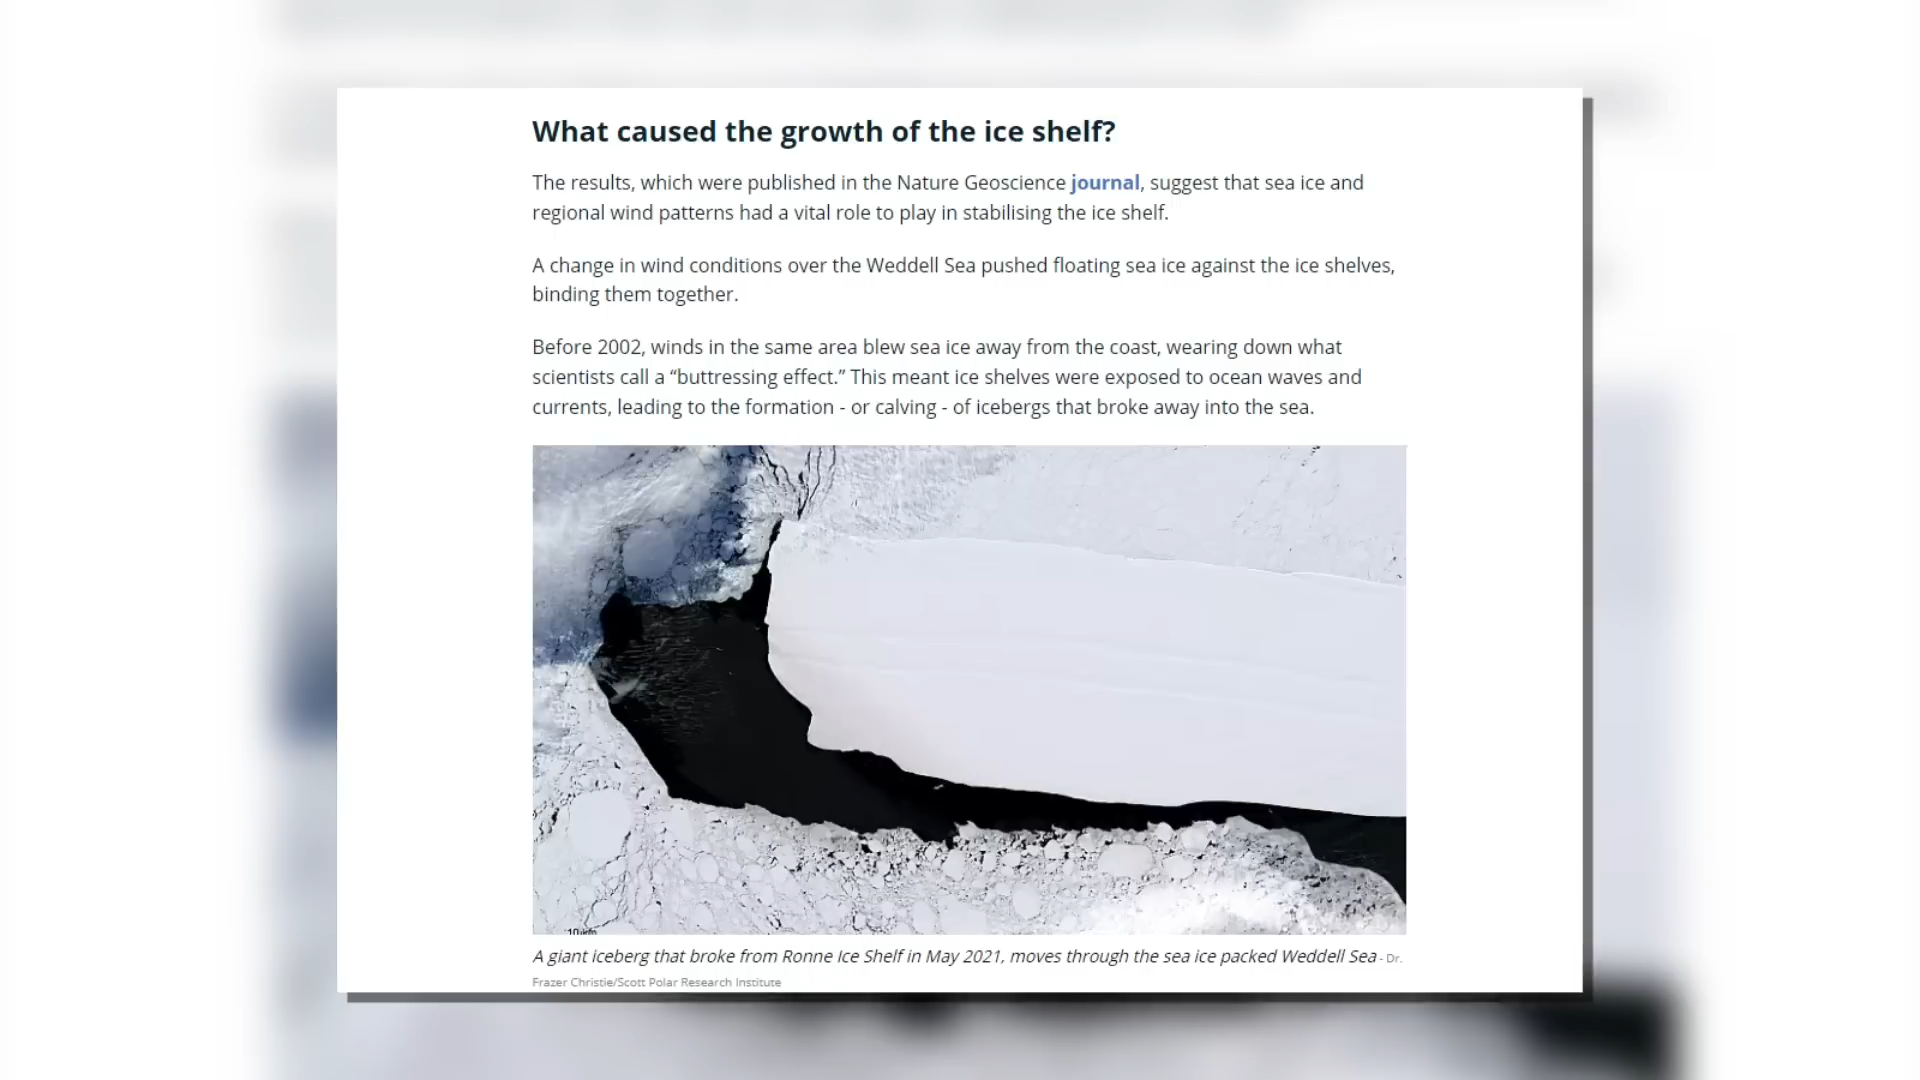 What caused the growth of the ice shelf?
The results, which were published in the Nature Geoscience journal, suggest that sea ice and
regional wind patterns had a vital role to play in stabilising the ice shelf.
A change in wind conditions over the Weddell Sea pushed floating sea ice against the ice shelves,
binding them together.
Before 2002, winds in the same area blew sea ice away from the coast, wearing down what
scientists call a “buttressing effect.” This meant ice shelves were exposed to ocean waves and
currents, leading to the formation - or calving - of icebergs that broke away into the sea.
A giant iceberg that broke from Ronne Ice Shelf in May 2021, moves through the sea ice packed Weddell Sea - Dr.
Frazer Christie/Scott Polar Research Institute